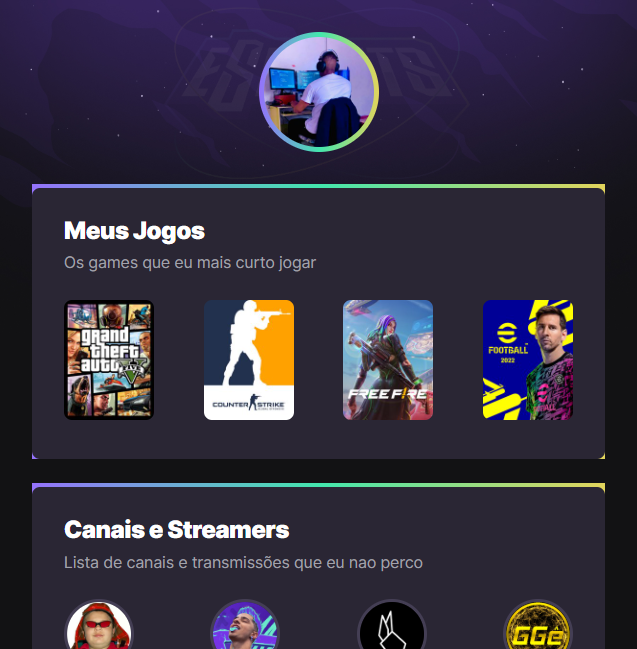 ESPORTS
Meus Jogos
Os games que eu mais curto jogar
grand
theft
auto
V
COUNTER STRIKE
FREE FIRE
FOOTBALL
2022
Canais e Streamers
Lista de canais e transmissões que eu nao perco
GGe